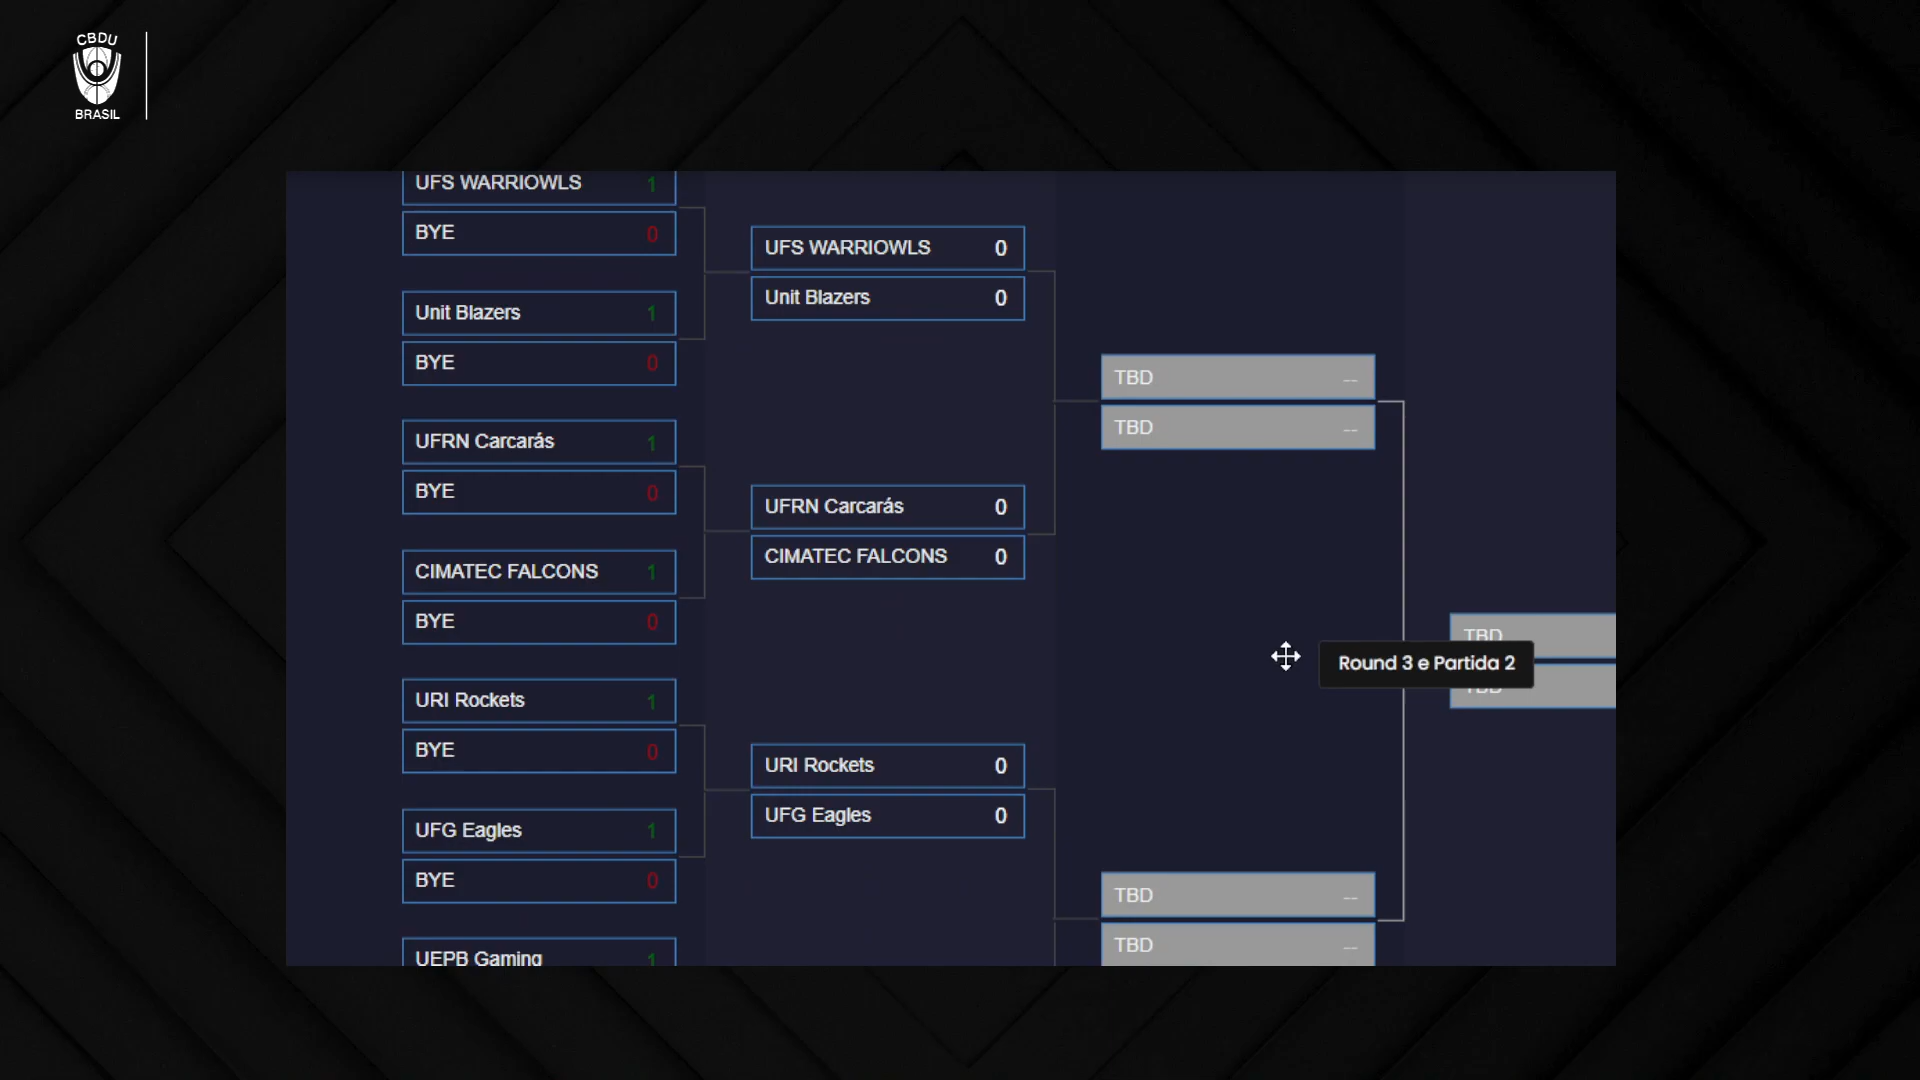 CBDU
BRASIL
UFS WARRIOWLS 1
BYE 0
Unit Blazers 1
BYE 0
UFRN Carcarás 1
BYE 0
CIMATEC FALCONS 1
BYE 0
URI Rockets 1
BYE 0
UFG Eagles 1
BYE 0
UEPB Gaming 1
UFS WARRIOWLS 0
Unit Blazers 0
UFRN Carcarás 0
CIMATEC FALCONS 0
URI Rockets 0
UFG Eagles 0
TBD --
TBD --
TBD --
TBD --
TBD
Round 3 e Partida 2
TBD